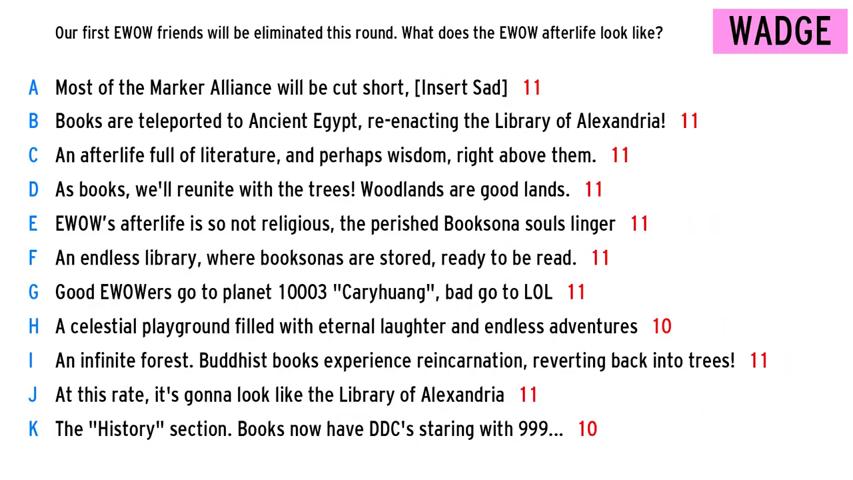 Our first EWOW friends will be eliminated this round. What does the EWOW afterlife look like?
WADGE
A Most of the Marker Alliance will be cut short, [Insert Sad] 11
B Books are teleported to Ancient Egypt, re-enacting the Library of Alexandria! 11
C An afterlife full of literature, and perhaps wisdom, right above them. 11
D As books, we'll reunite with the trees! Woodlands are good lands. 11
E EWOW's afterlife is so not religious, the perished Booksona souls linger 11
F An endless library, where booksonas are stored, ready to be read. 11
G Good EWOWers go to planet 10003 "Caryhuang", bad go to LOL 11
H A celestial playground filled with eternal laughter and endless adventures 10
I An infinite forest. Buddhist books experience reincarnation, reverting back into trees! 11
J At this rate, it's gonna look like the Library of Alexandria 11
K The "History" section. Books now have DDC's staring with 999... 10